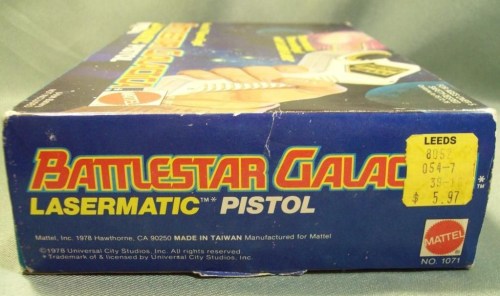 BATTLESTAR GALAC
LASERMATIC™* PISTOL
Mattel, Inc. 1978 Hawthorne, CA 90250 MADE IN TAIWAN Manufactured for Mattel
©1978 Universal City Studios, Inc. All rights reserved
* Trademark of & licensed by Universal City Studios, Inc.
LEEDS
054-7
$ 5.97
™*
MATTEL
NO. 1071